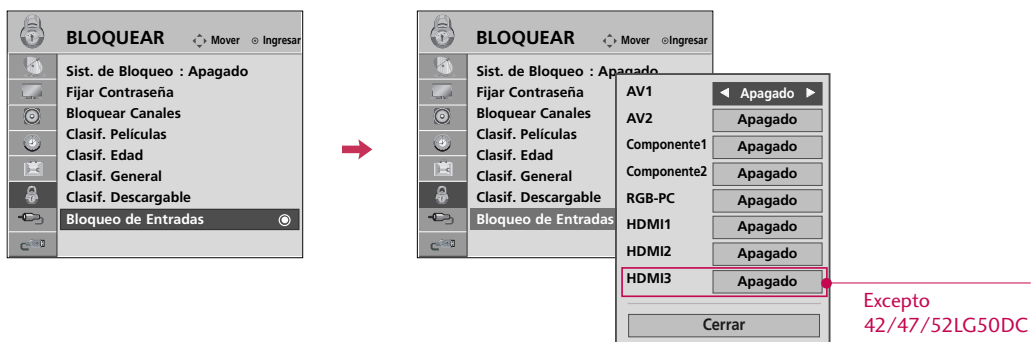 BLOQUEAR Mover Ingresar
Sist. de Bloqueo : Apagado
Fijar Contraseña
Bloquear Canales
Clasif. Películas
Clasif. Edad
Clasif. General
Clasif. Descargable
Bloqueo de Entradas
BLOQUEAR Mover Ingresar
Sist. de Bloqueo : Apagado
Fijar Contraseña
Bloquear Canales
Clasif. Películas
Clasif. Edad
Clasif. General
Clasif. Descargable
Bloqueo de Entradas
AV1 ◀ Apagado ▶
AV2 Apagado
Componente1 Apagado
Componente2 Apagado
RGB-PC Apagado
HDMI1 Apagado
HDMI2 Apagado
HDMI3 Apagado
Cerrar
Excepto
42/47/52LG50DC